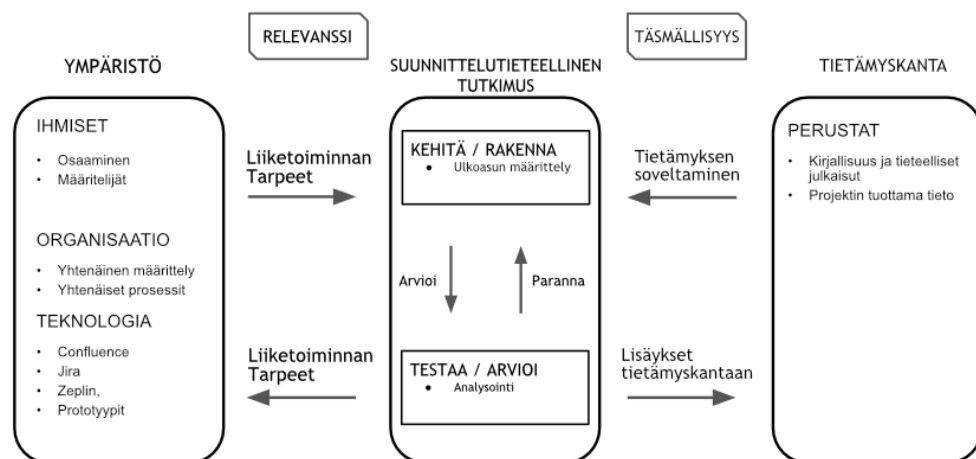 RELEVANSSI
TÄSMÄLLISYYS
YMPÄRISTÖ
SUUNNITTELUTIETEELLINEN
TUTKIMUS
TIETÄMYSKANTA
IHMISET
• Osaaminen
• Määritelijät
ORGANISAATIO
• Yhtenäinen määrittely
• Yhtenäiset prosessit
TEKNOLOGIA
• Confluence
• Jira
• Zeplin,
• Prototyypit
Liiketoiminnan
Tarpeet
Liiketoiminnan
Tarpeet
KEHITÄ / RAKENNA
• Ulkoasun määrittely
Arvioi
Paranna
TESTAA / ARVIOI
• Analysointi
Tietämyksen
soveltaminen
Lisäykset
tietämyskantaan
PERUSTAT
• Kirjallisuus ja tieteelliset
julkaisut
• Projektin tuottama tieto